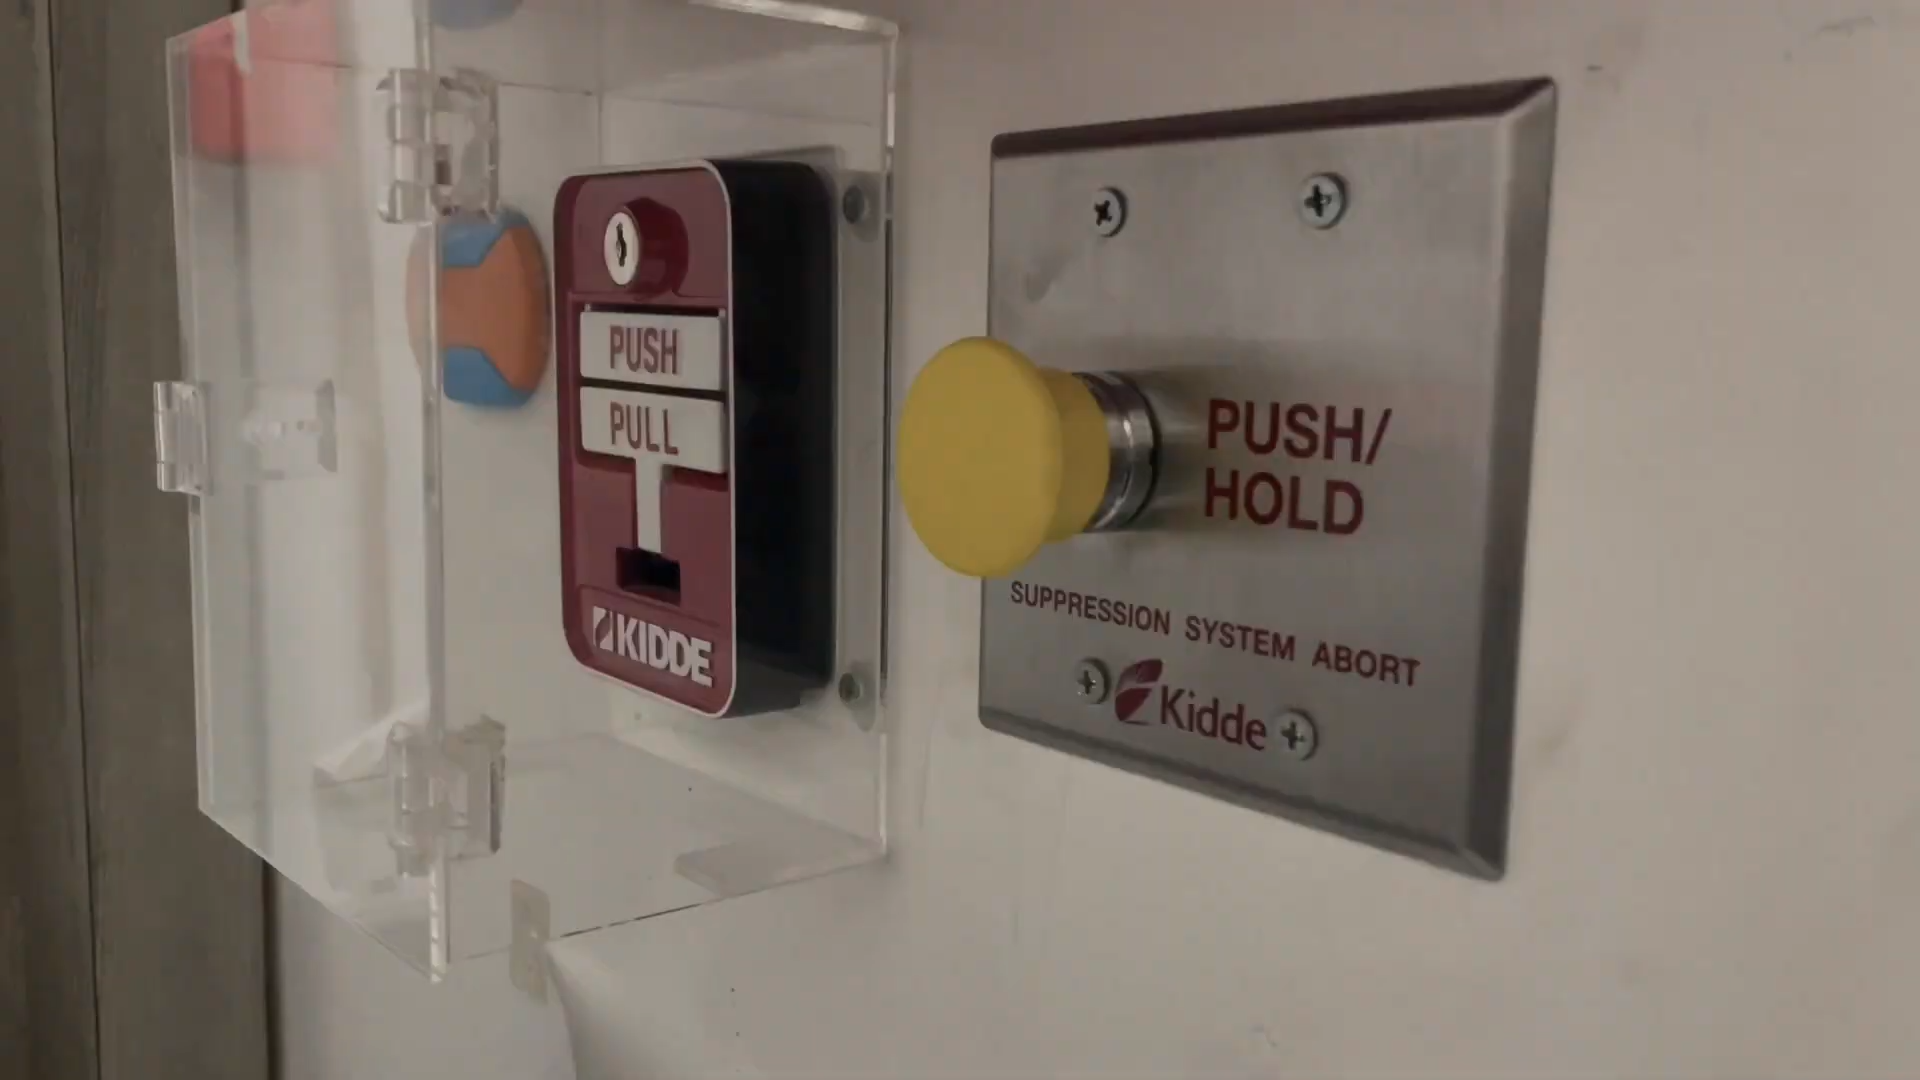 PUSH
PULL
KIDDE
PUSH/
HOLD
SUPPRESSION SYSTEM ABORT
Kidde